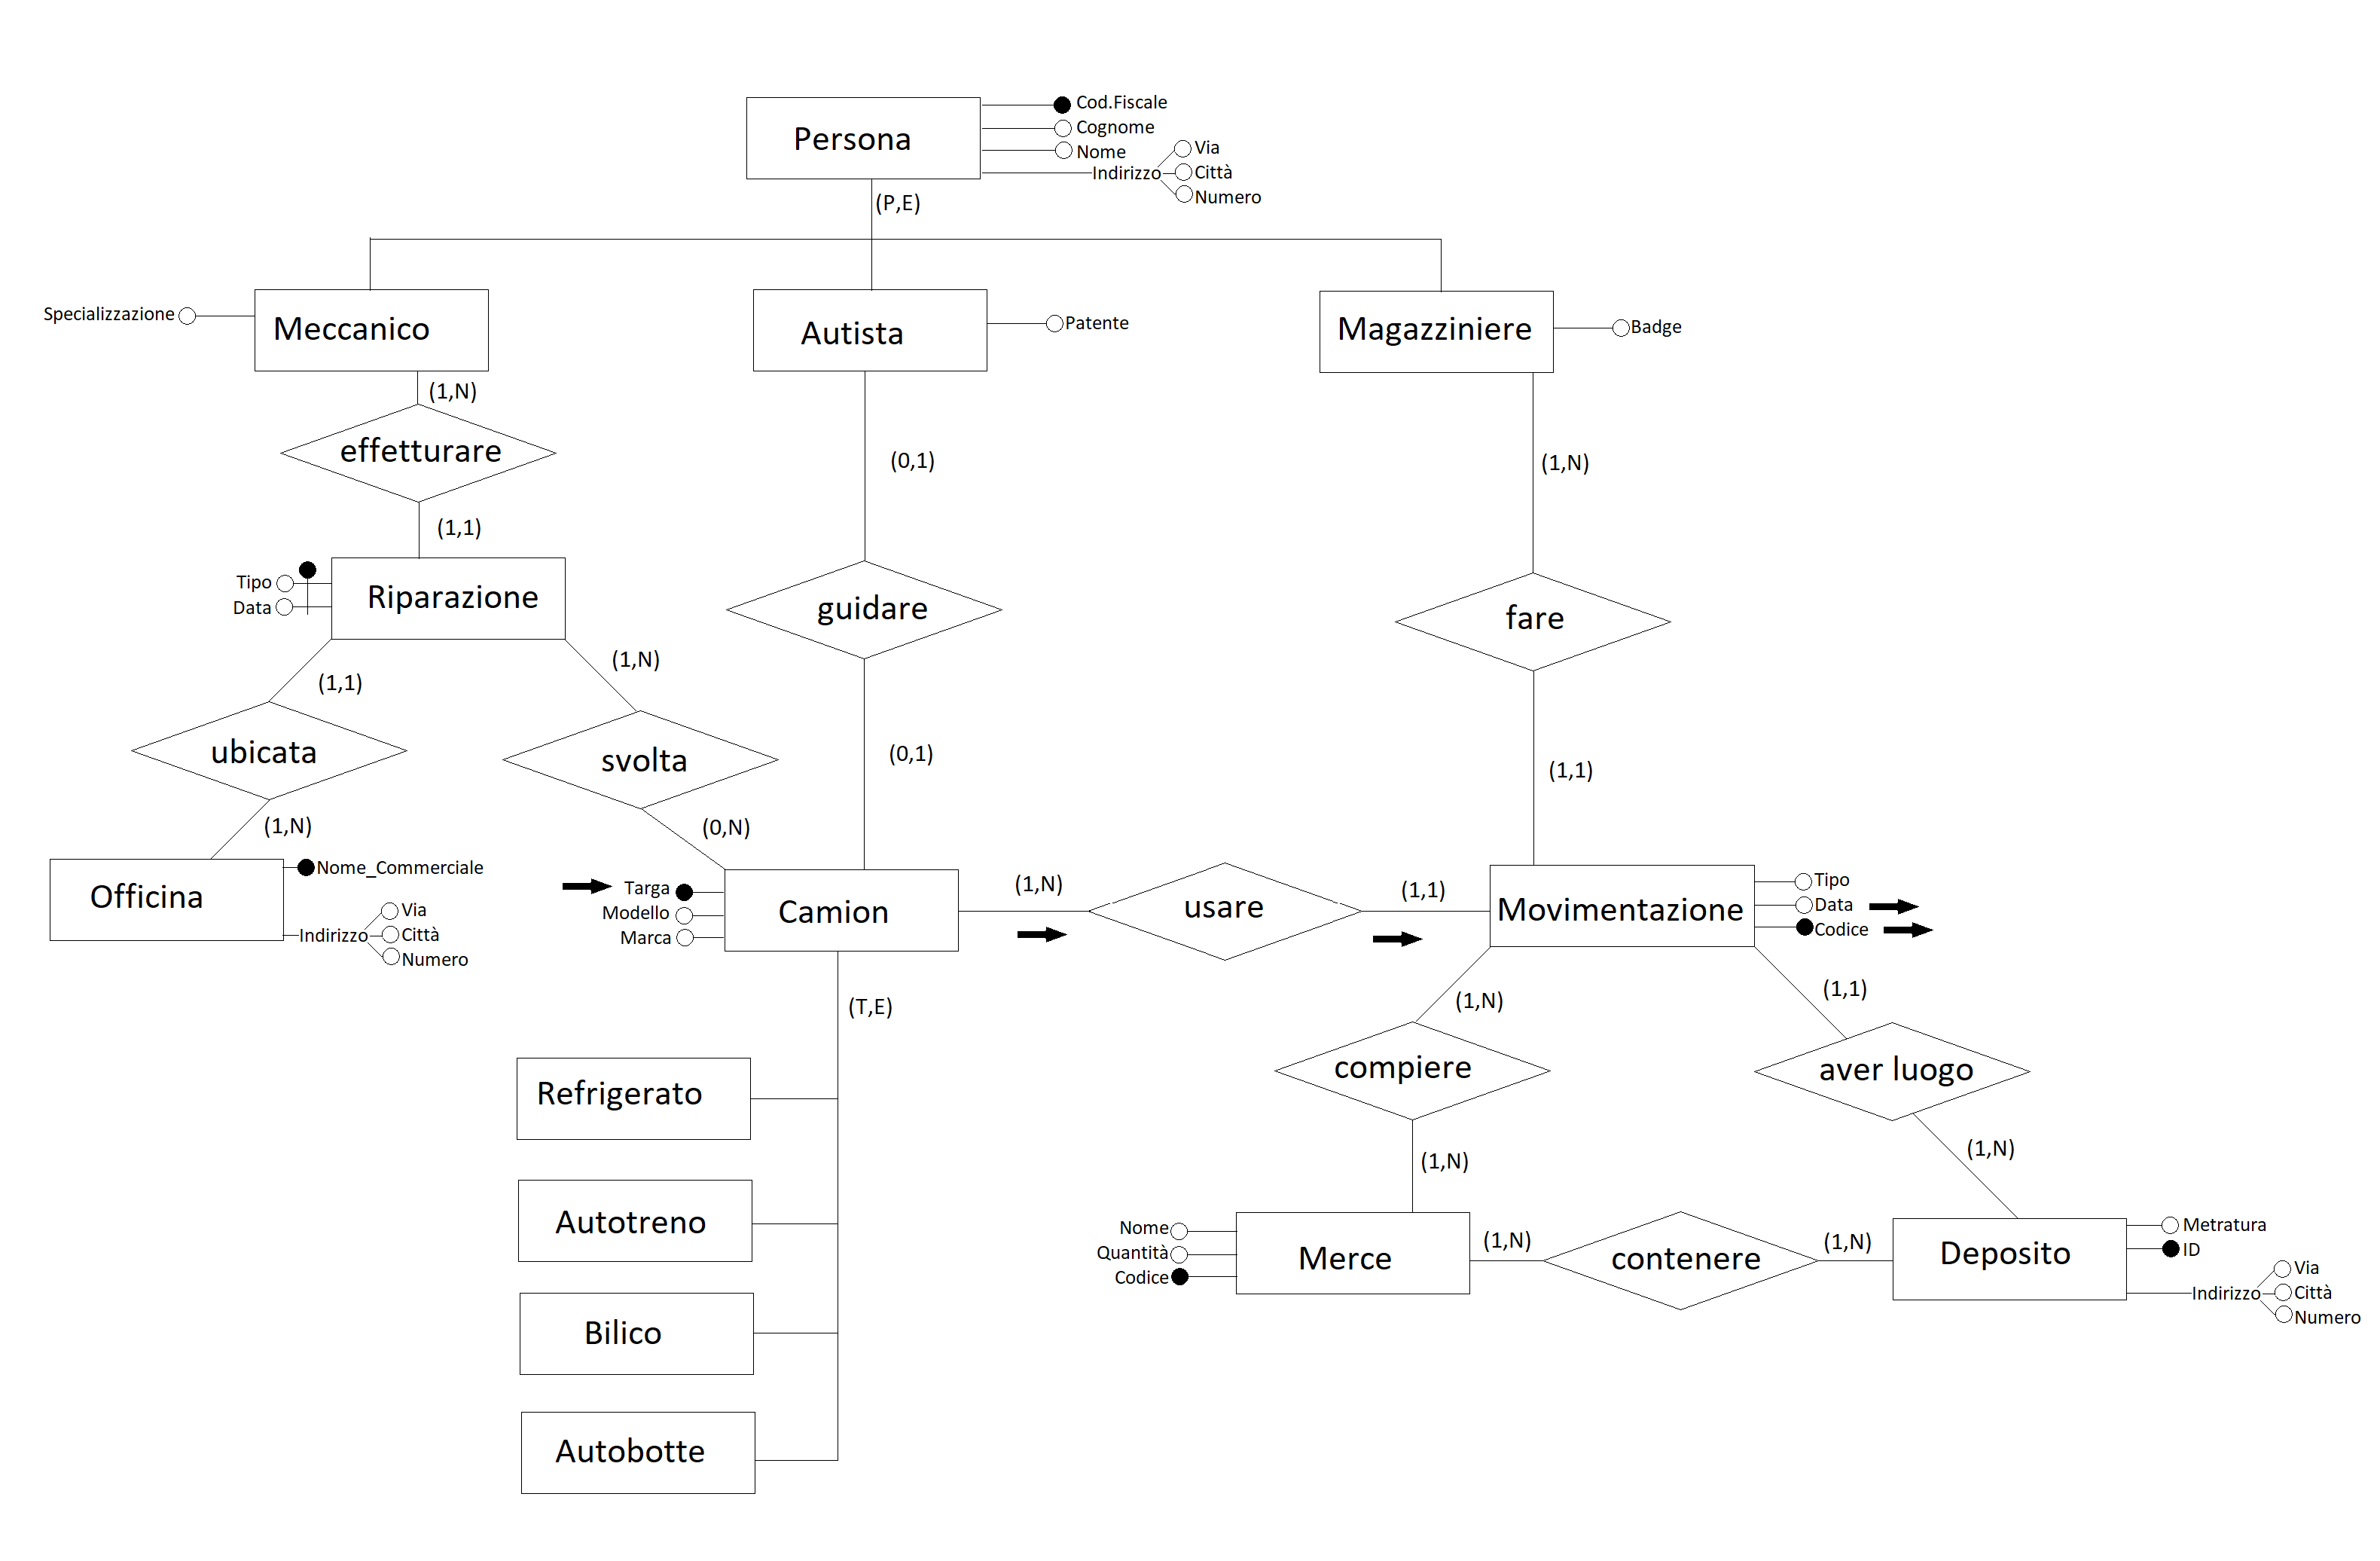 Persona
Cod.Fiscale
Cognome
Nome
Indirizzo
Via
Città
Numero
(P,E)
Specializzazione
Meccanico
Autista
Patente
Magazziniere
Badge
(1,N)
effetturare
(1,1)
(0,1)
(1,N)
Tipo
Data
Riparazione
guidare
fare
(1,1)
(1,N)
ubicata
svolta
(0,1)
(1,1)
(1,N)
(0,N)
Officina
Nome_Commerciale
Indirizzo
Via
Città
Numero
Targa
Modello
Marca
Camion
(1,N)
usare
(1,1)
Movimentazione
Tipo
Data
Codice
(T,E)
(1,N)
(1,1)
compiere
aver luogo
Refrigerato
(1,N)
(1,N)
Autotreno
Nome
Quantità
Codice
Merce
(1,N)
contenere
(1,N)
Deposito
Metratura
ID
Indirizzo
Via
Città
Numero
Bilico
Autobotte